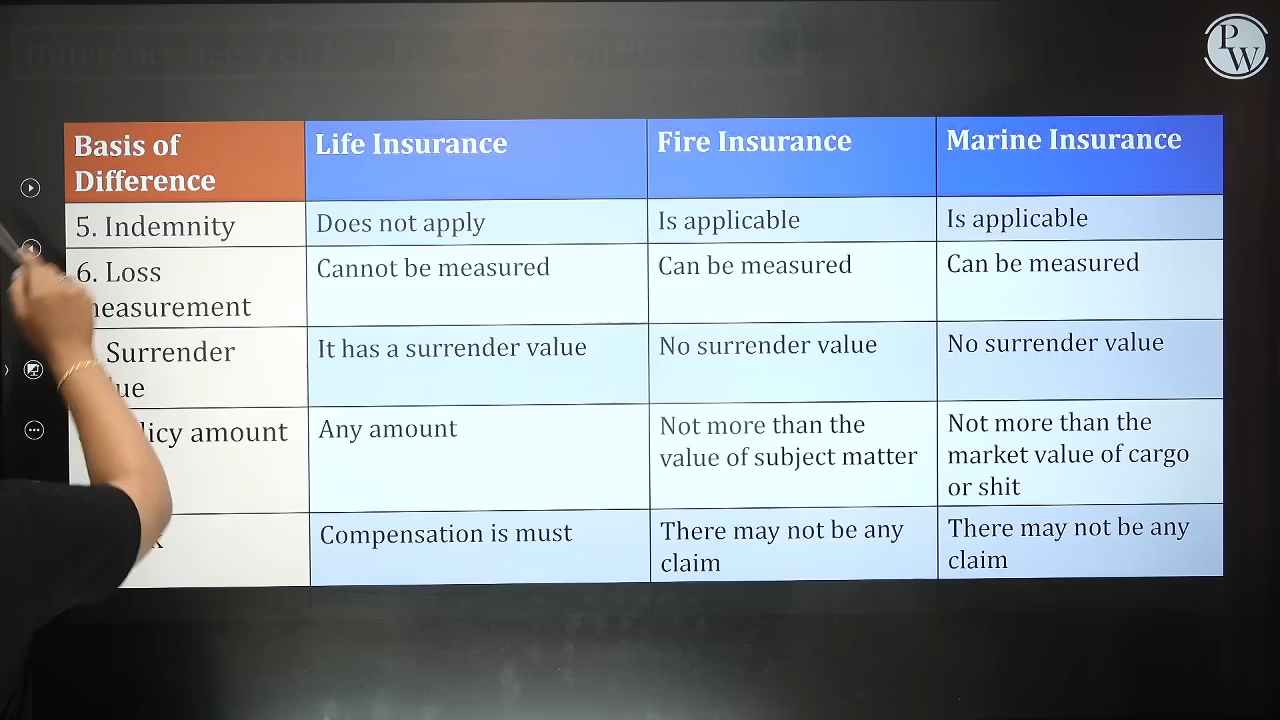 P
W
Basis of Difference | Life Insurance | Fire Insurance | Marine Insurance
5. Indemnity | Does not apply | Is applicable | Is applicable
6. Loss | Cannot be measured | Can be measured | Can be measured
Surrender | It has a surrender value | No surrender value | No surrender value
amount | Any amount | Not more than the value of subject matter | Not more than the market value of cargo or shit
Compensation is must | There may not be any claim | There may not be any claim